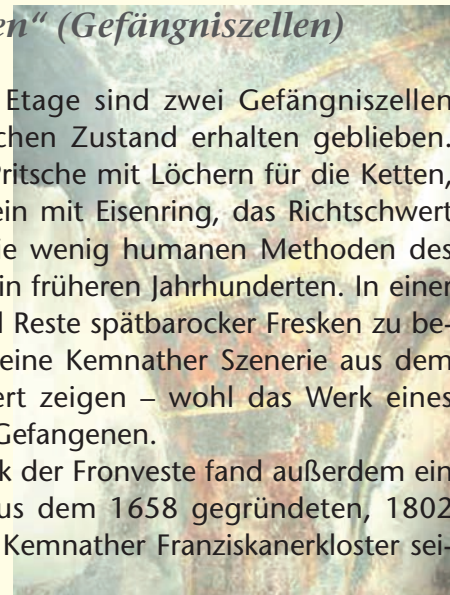 en“ (Gefängniszellen)
Etage sind zwei Gefängniszellen
chen Zustand erhalten geblieben.
Pritsche mit Löchern für die Ketten,
ein mit Eisenring, das Richtschwert
ie wenig humanen Methoden des
in früheren Jahrhunderten. In einer
d Reste spätbarocker Fresken zu be-
eine Kemnather Szenerie aus dem
ert zeigen – wohl das Werk eines
Gefangenen.
k der Fronveste fand außerdem ein
us dem 1658 gegründeten, 1802
Kemnather Franziskanerkloster sei-